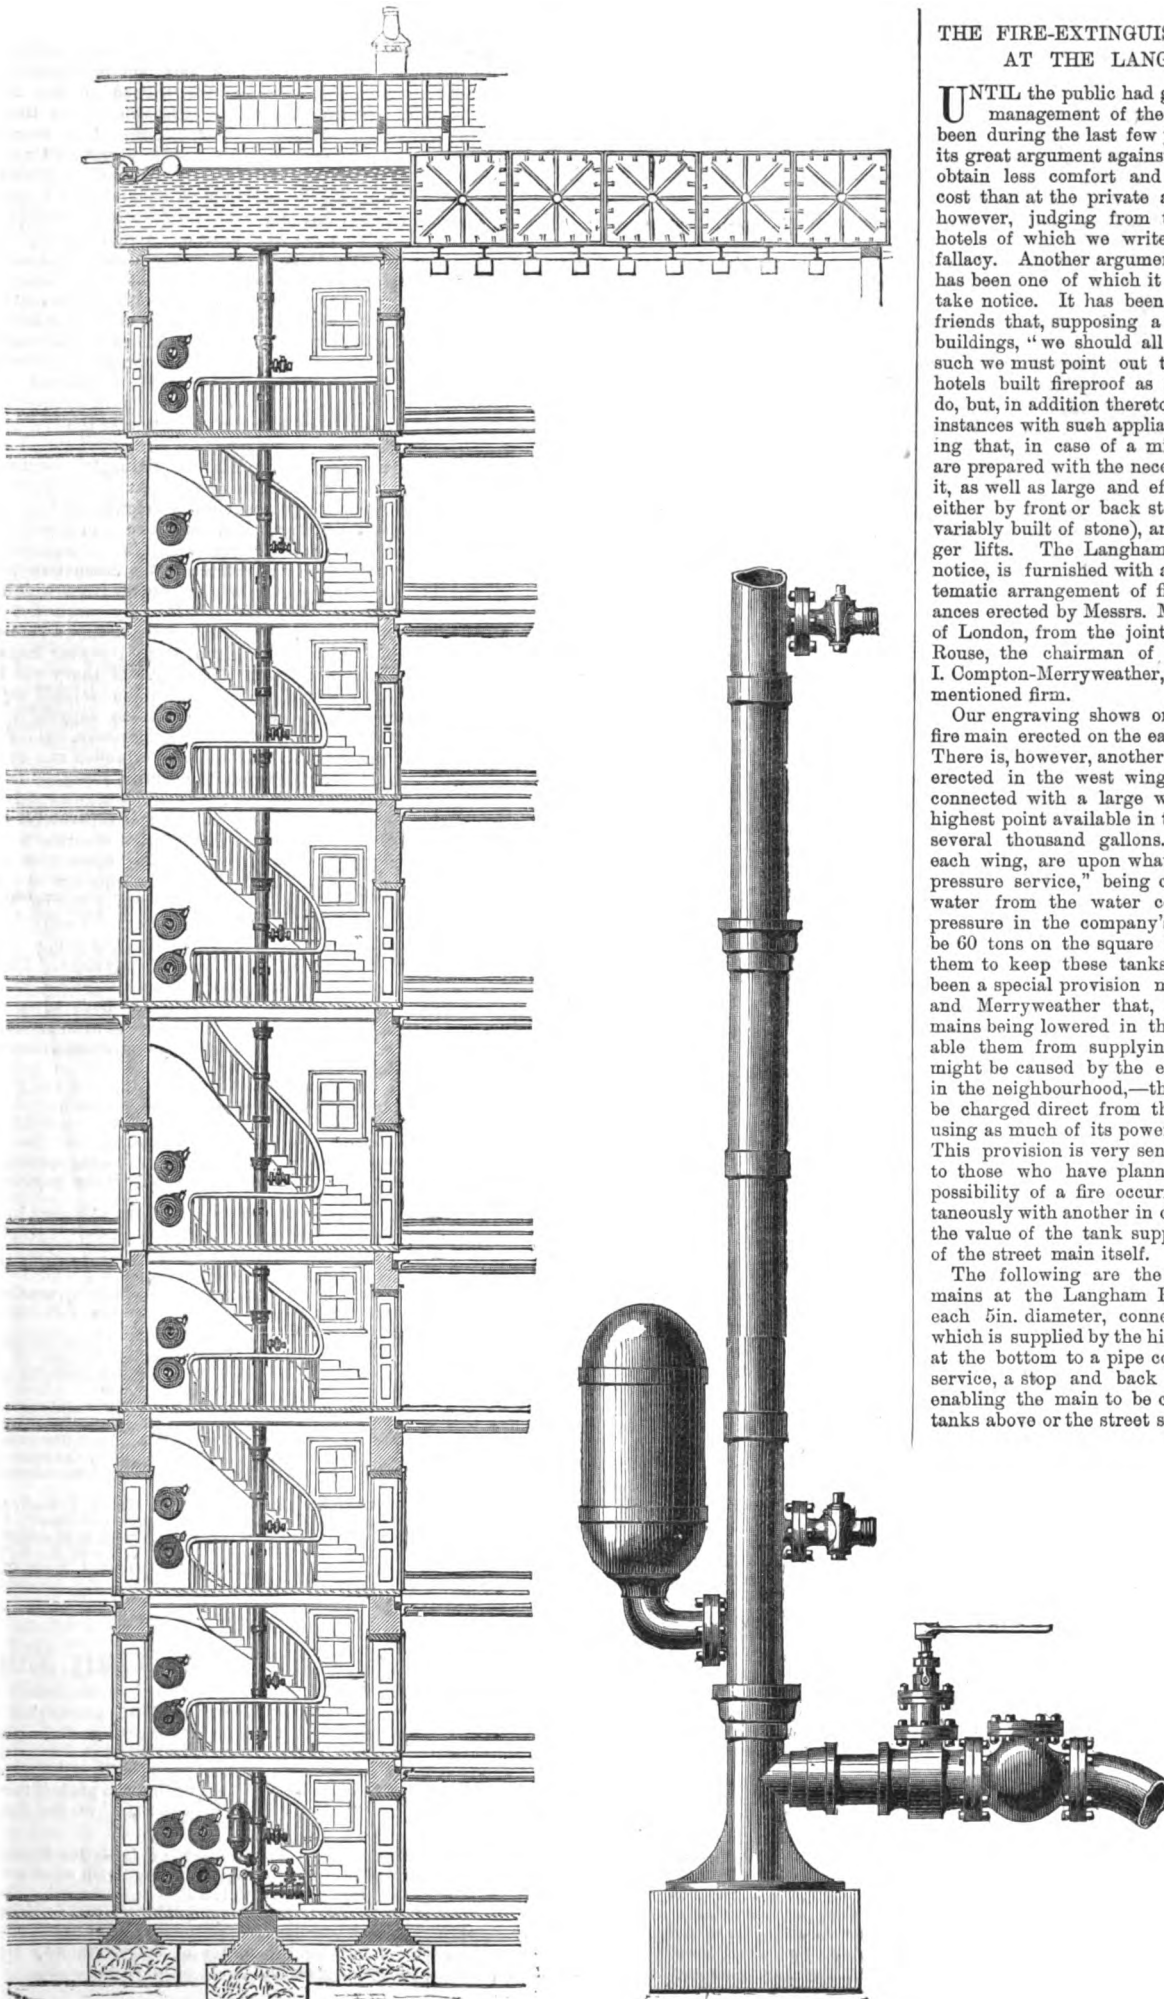 THE FIRE-EXTINGUIS
AT THE LANG
UNTIL the public had g
management of the
been during the last few
its great argument against
obtain less comfort and
cost than at the private a
however, judging from
hotels of which we write
fallacy. Another argumen
has been one of which it
take notice. It has been
friends that, supposing a
buildings, “we should all
such we must point out t
hotels built fireproof as
do, but, in addition thereto
instances with such applia
ing that, in case of a m
are prepared with the nece
it, as well as large and ef
either by front or back st
variably built of stone), an
ger lifts. The Langham
notice, is furnished with a
tematic arrangement of fi
ances erected by Messrs. M
of London, from the joint
Rouse, the chairman of
I. Compton-Merryweather,
mentioned firm.
Our engraving shows on
fire main erected on the ea
There is, however, another
erected in the west wing
connected with a large w
highest point available in t
several thousand gallons.
each wing, are upon what
pressure service,” being c
water from the water c
pressure in the company’
be 60 tons on the square
them to keep these tanks
been a special provision m
and Merryweather that,
mains being lowered in th
able them from supplying
might be caused by the e
in the neighbourhood,—th
be charged direct from th
using as much of its power
This provision is very sen
to those who have plann
possibility of a fire occur
taneously with another in c
the value of the tank supp
of the street main itself.
The following are the
mains at the Langham H
each 5in. diameter, conne
which is supplied by the hi
at the bottom to a pipe co
service, a stop and back
enabling the main to be c
tanks above or the street s